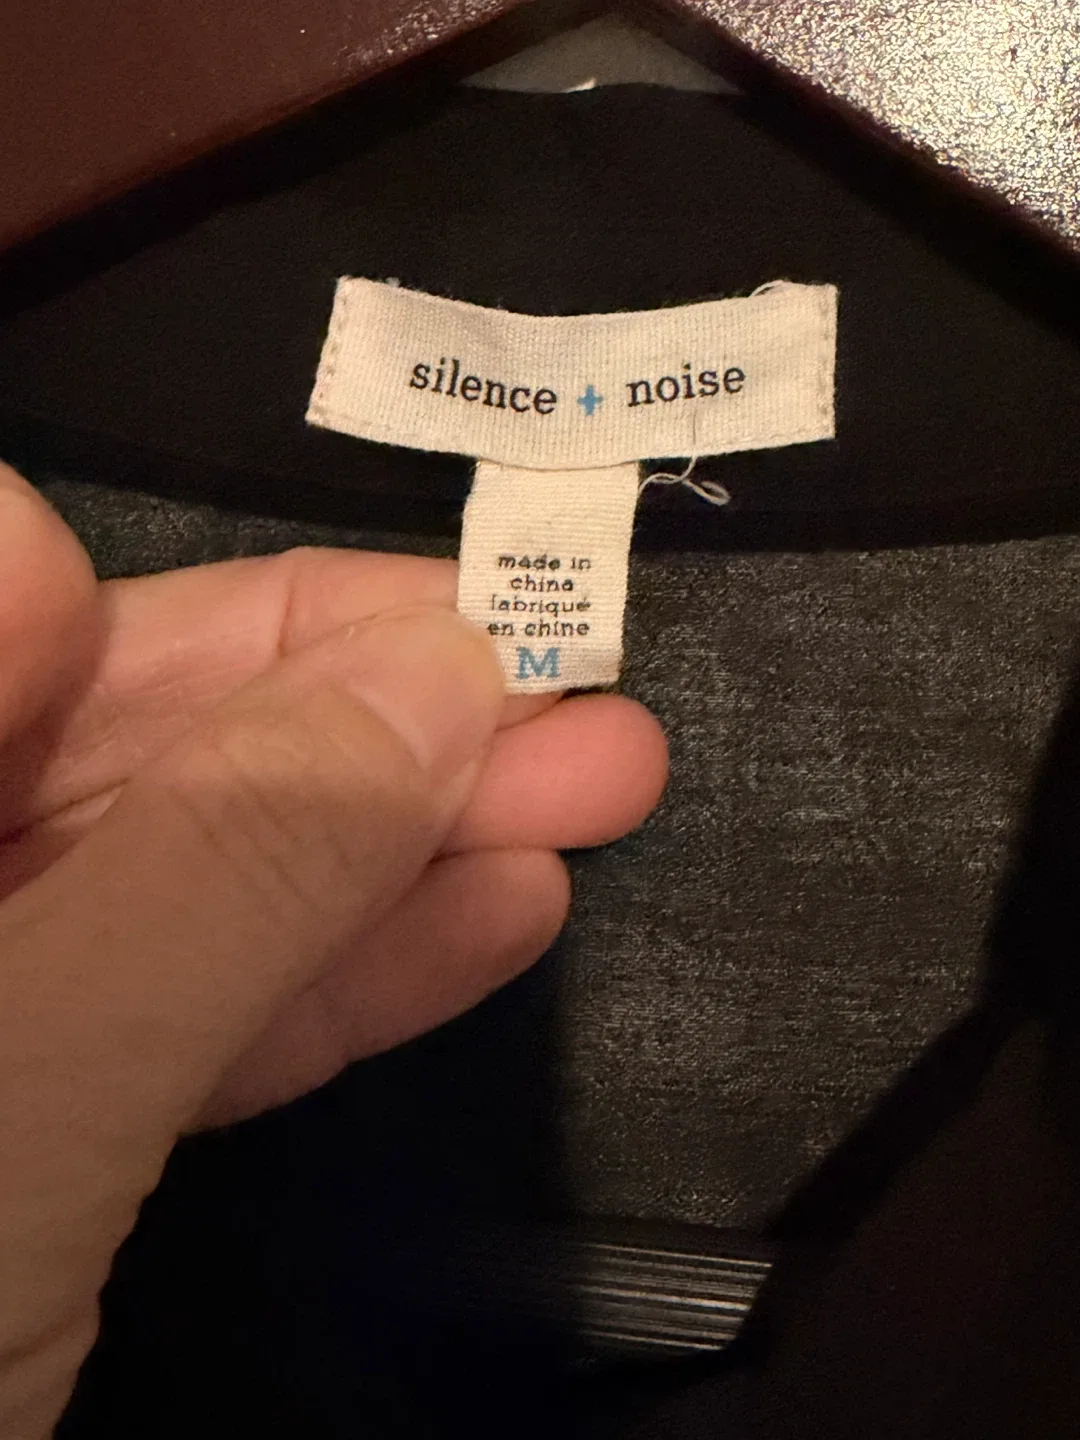 silence + noise
made in
china
fabriqué
en chine
M